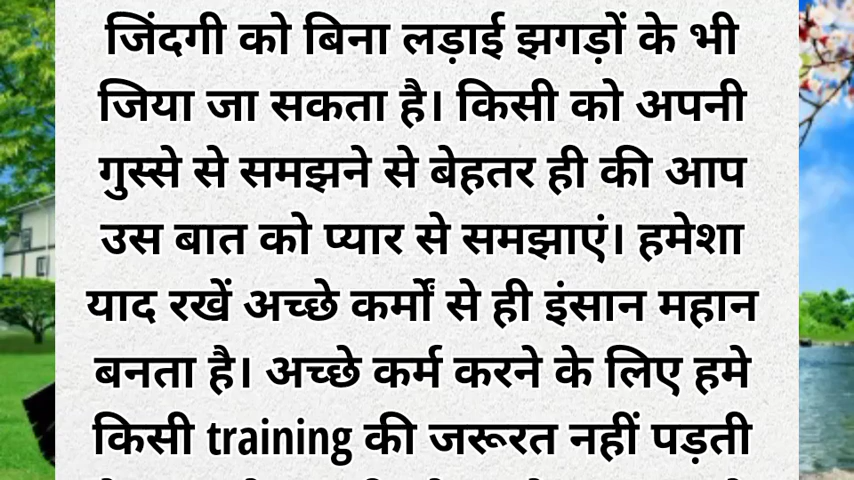 जिंदगी को बिना लड़ाई झगड़ों के भी
जिया जा सकता है। किसी को अपनी
गुस्से से समझने से बेहतर ही की आप
उस बात को प्यार से समझाएं। हमेशा
याद रखें अच्छे कर्मों से ही इंसान महान
बनता है। अच्छे कर्म करने के लिए हमे
किसी training की जरूरत नहीं पड़ती